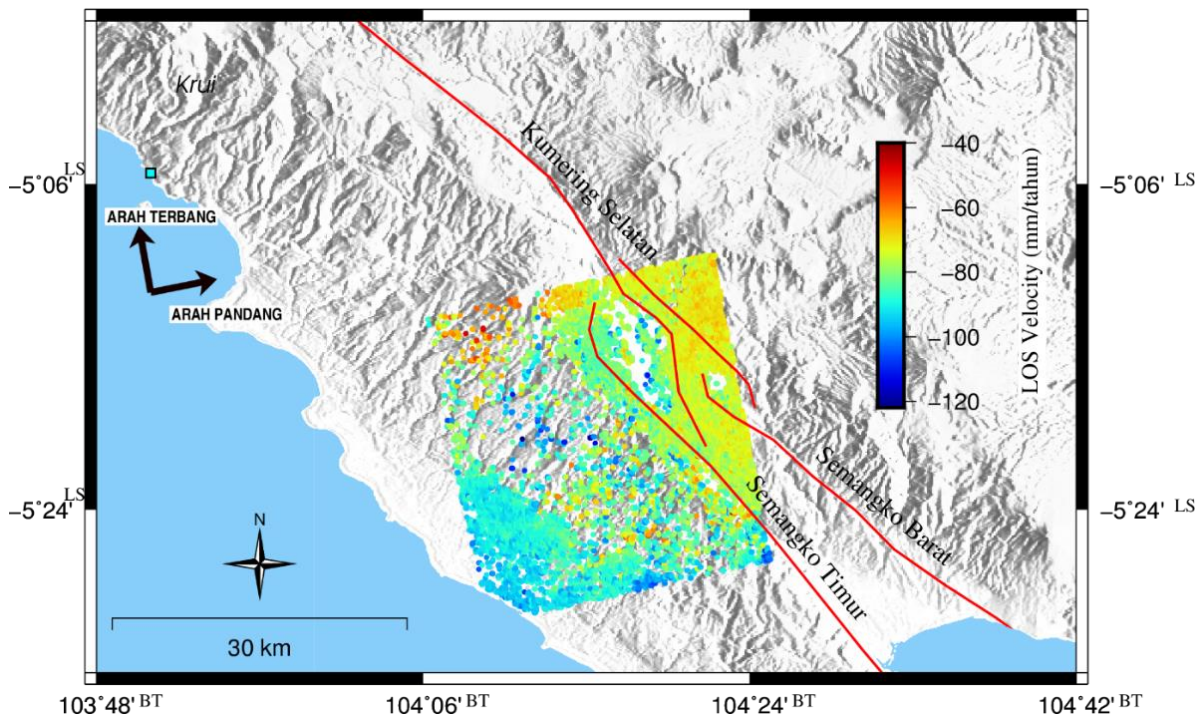 Krui
Kumering Selatan
−40
−60
−80
−100
−120
LOS Velocity (mm/tahun)
−5˚06' LS
−5˚06' LS
ARAH TERBANG
ARAH PANDANG
Semangko Barat
Semangko Timur
−5˚24' LS
−5˚24' LS
N
30 km
103˚48' BT
104˚06' BT
104˚24' BT
104˚42' BT